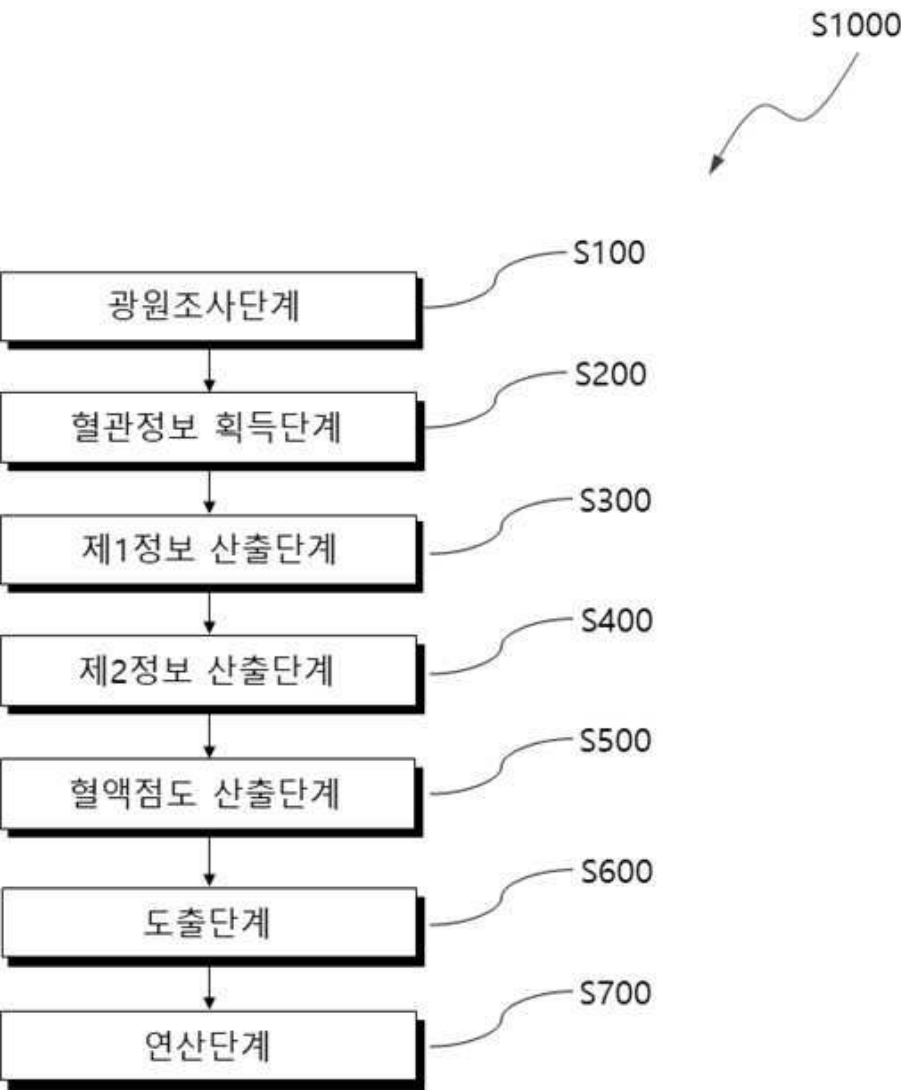 S1000
S100
광원조사단계
S200
혈관정보 획득단계
S300
제1정보 산출단계
S400
제2정보 산출단계
S500
혈액점도 산출단계
S600
도출단계
S700
연산단계